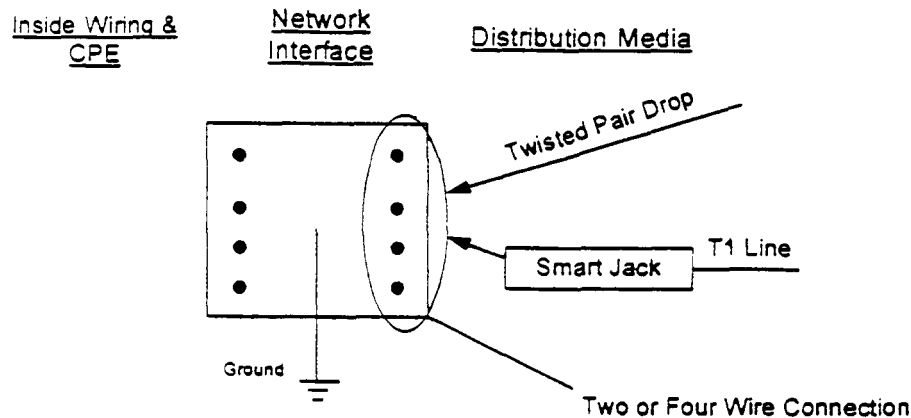 Inside Wiring &
CPE
Network
Interface
Distribution Media
Twisted Pair Drop
Smart Jack
T1 Line
Ground
Two or Four Wire Connection